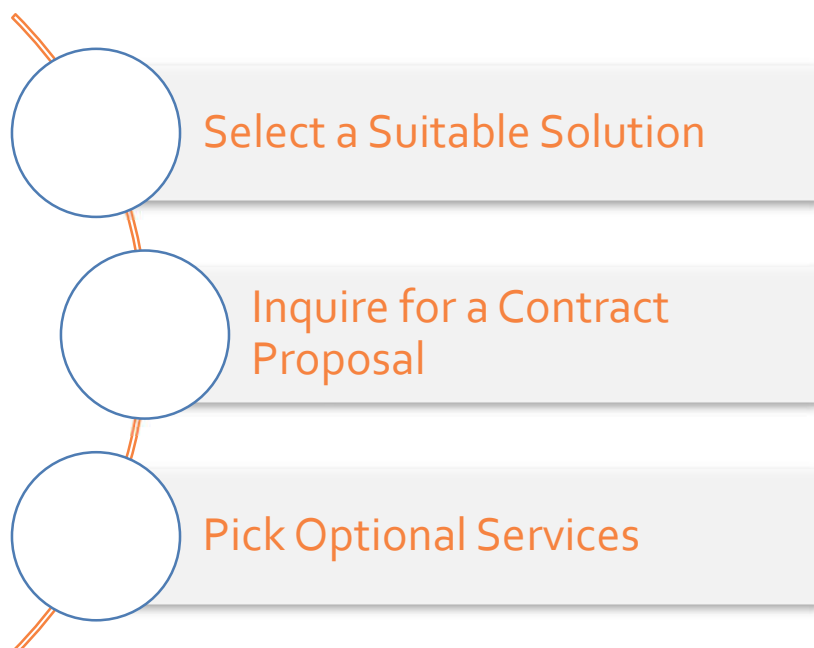 Select a Suitable Solution
Inquire for a Contract
Proposal
Pick Optional Services